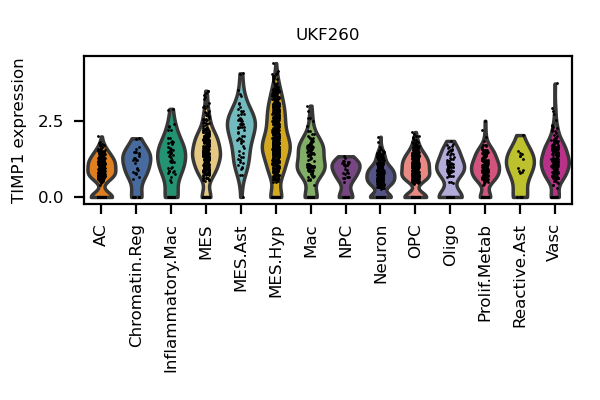 UKF260
TIMP1 expression
2.5
0.0
AC
Chromatin.Reg
Inflammatory.Mac
MES
MES.Ast
MES.Hyp
Mac
NPC
Neuron
OPC
Oligo
Prolif.Metab
Reactive.Ast
Vasc